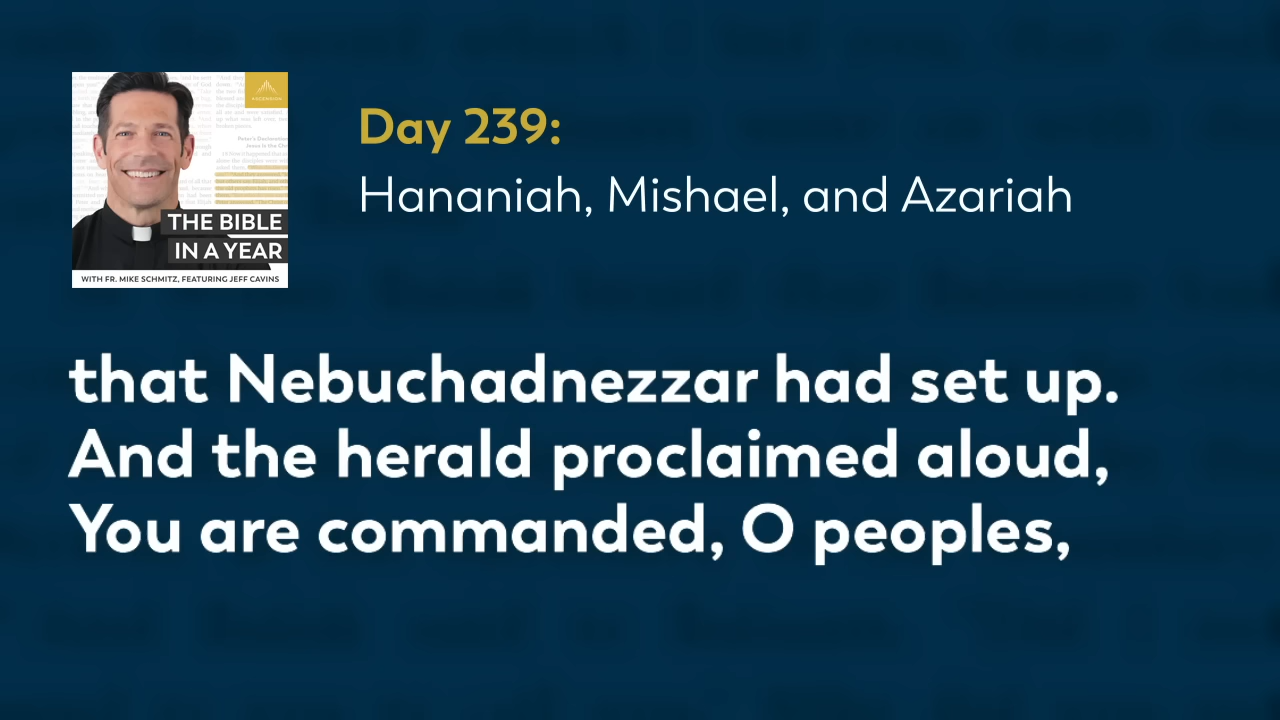 ASCENSION
THE BIBLE
IN A YEAR
WITH FR. MIKE SCHMITZ, FEATURING JEFF CAVINS
Day 239:
Hananiah, Mishael, and Azariah
that Nebuchadnezzar had set up.
And the herald proclaimed aloud,
You are commanded, O peoples,